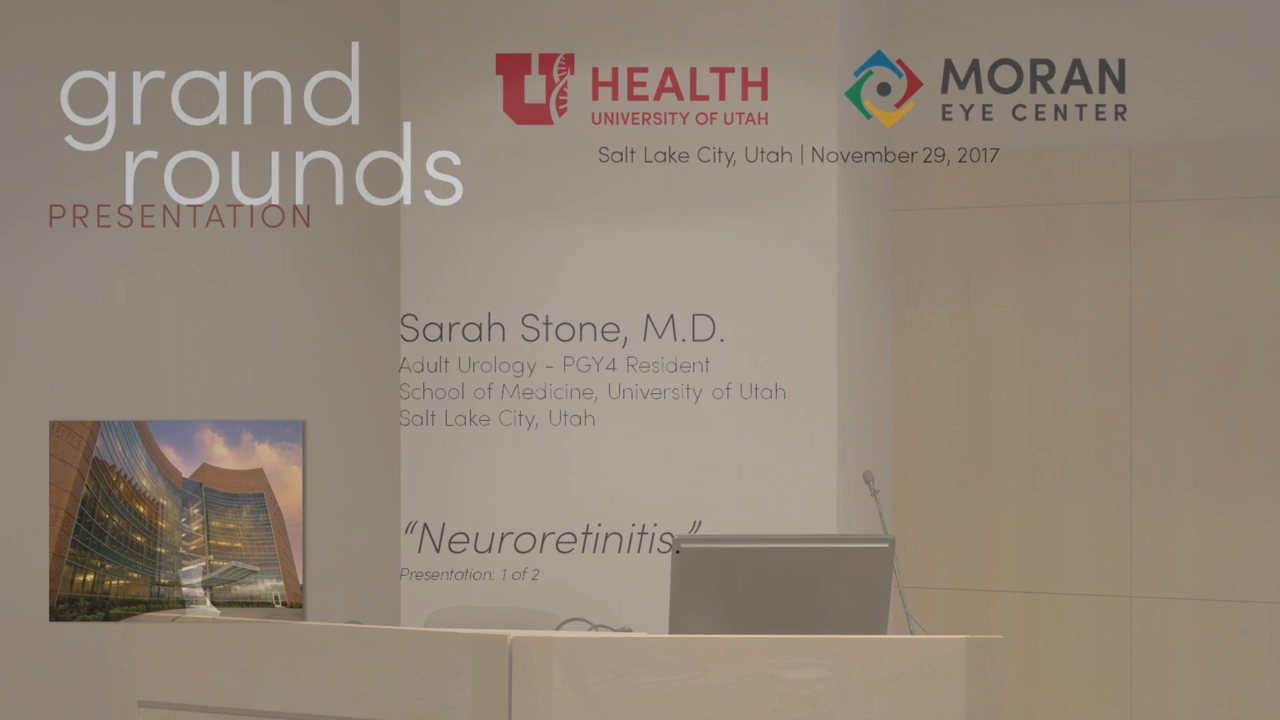 grand
rounds
PRESENTATION
U HEALTH
UNIVERSITY OF UTAH
MORAN
EYE CENTER
Salt Lake City, Utah | November 29, 2017
Sarah Stone, M.D.
Adult Urology - PGY4 Resident
School of Medicine, University of Utah
Salt Lake City, Utah
“Neuroretinitis.”
Presentation: 1 of 2